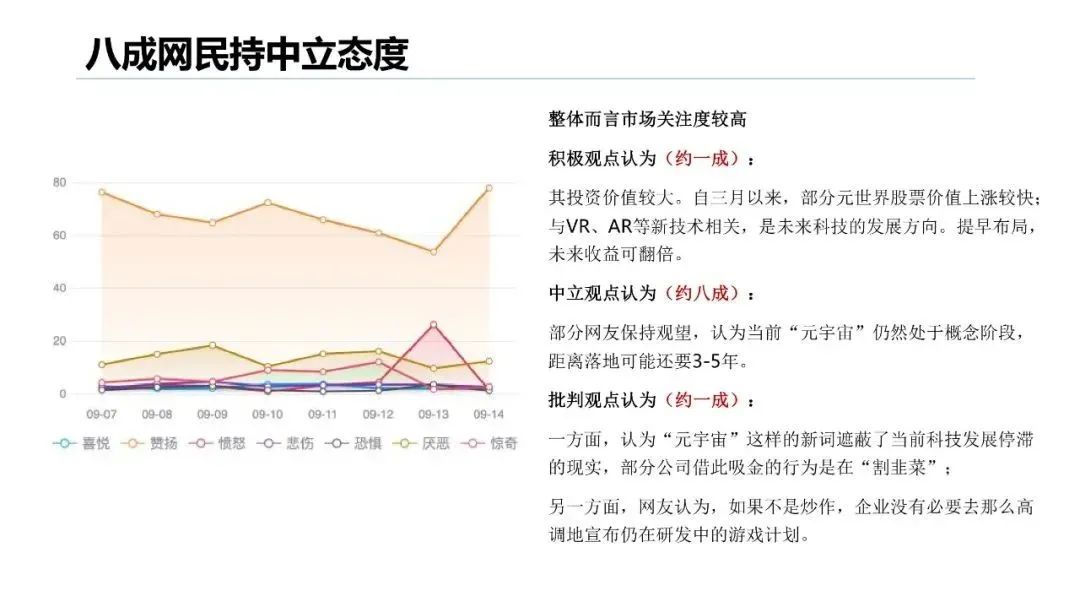 八成网民持中立态度
整体而言市场关注度较高
积极观点认为（约一成）：
其投资价值较大。自三月以来，部分元世界股票价值上涨较快；
与VR、AR等新技术相关，是未来科技的发展方向。提早布局，
未来收益可翻倍。
中立观点认为（约八成）：
部分网友保持观望，认为当前“元宇宙”仍然处于概念阶段，
距离落地可能还要3-5年。
批判观点认为（约一成）：
一方面，认为“元宇宙”这样的新词遮蔽了当前科技发展停滞
的现实，部分公司借此吸金的行为是在“割韭菜”；
另一方面，网友认为，如果不是炒作，企业没有必要去那么高
调地宣布仍在研发中的游戏计划。
80
60
40
20
0
09-07 09-08 09-09 09-10 09-11 09-12 09-13 09-14
喜悦 赞扬 愤怒 悲伤 恐惧 厌恶 惊奇